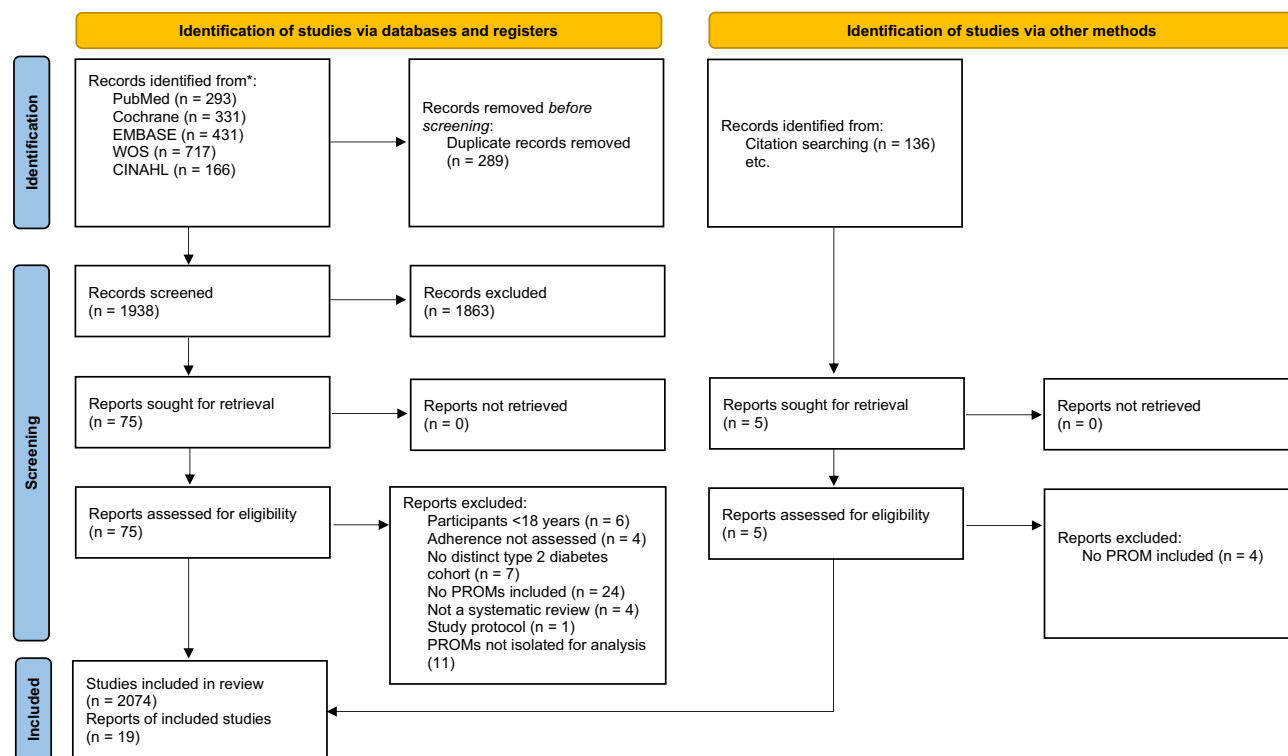 Identification of studies via databases and registers
Identification of studies via other methods
Identification
Records identified from*:
PubMed (n = 293)
Cochrane (n = 331)
EMBASE (n = 431)
WOS (n = 717)
CINAHL (n = 166)
Records removed before
screening:
Duplicate records removed
(n = 289)
Records identified from:
Citation searching (n = 136)
etc.
Screening
Records screened
(n = 1938)
Records excluded
(n = 1863)
Reports sought for retrieval
(n = 75)
Reports not retrieved
(n = 0)
Reports sought for retrieval
(n = 5)
Reports not retrieved
(n = 0)
Reports assessed for eligibility
(n = 75)
Reports excluded:
Participants <18 years (n = 6)
Adherence not assessed (n = 4)
No distinct type 2 diabetes
cohort (n = 7)
No PROMs included (n = 24)
Not a systematic review (n = 4)
Study protocol (n = 1)
PROMs not isolated for analysis
(11)
Reports assessed for eligibility
(n = 5)
Reports excluded:
No PROM included (n = 4)
Included
Studies included in review
(n = 2074)
Reports of included studies
(n = 19)